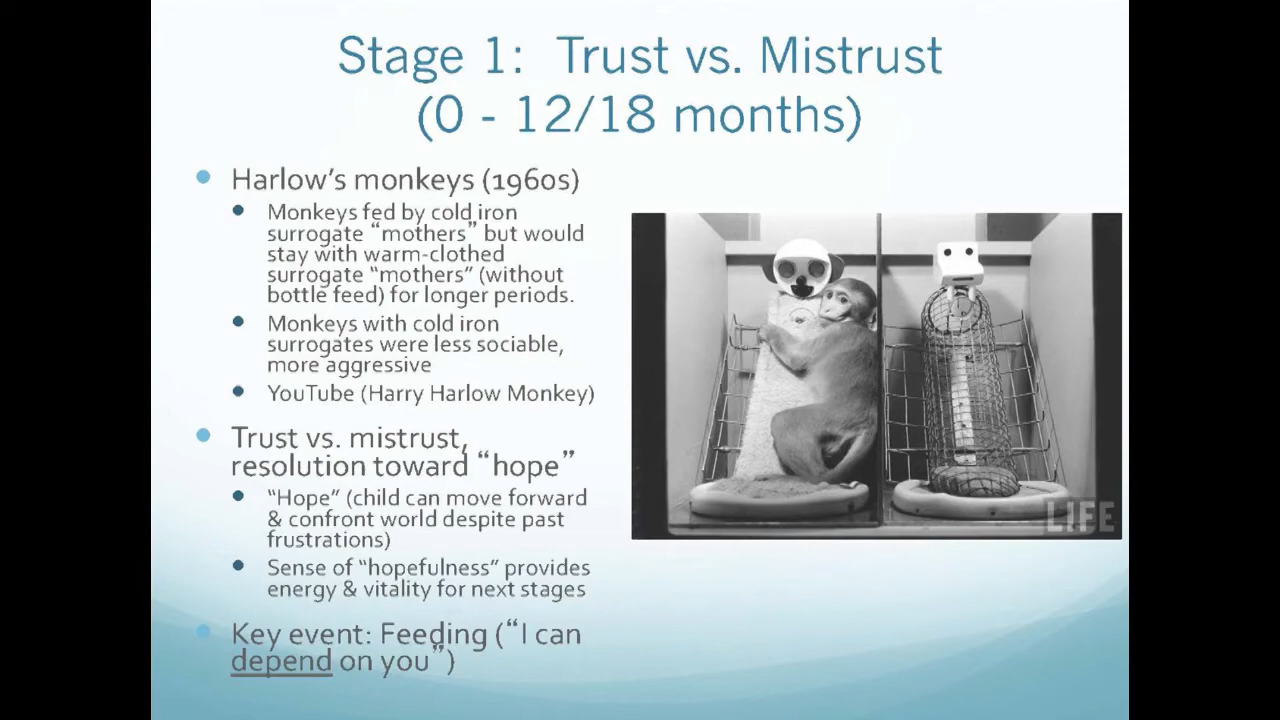 Stage 1: Trust vs. Mistrust
(0 - 12/18 months)
Harlow's monkeys (1960s)
Monkeys fed by cold iron
surrogate “mothers” but would
stay with warm-clothed
surrogate “mothers” (without
bottle feed) for longer periods.
Monkeys with cold iron
surrogates were less sociable,
more aggressive
YouTube (Harry Harlow Monkey)
Trust vs. mistrust,
resolution toward “hope”
“Hope” (child can move forward
& confront world despite past
frustrations)
Sense of “hopefulness” provides
energy & vitality for next stages
Key event: Feeding (“I can
depend on you”)
LIFE